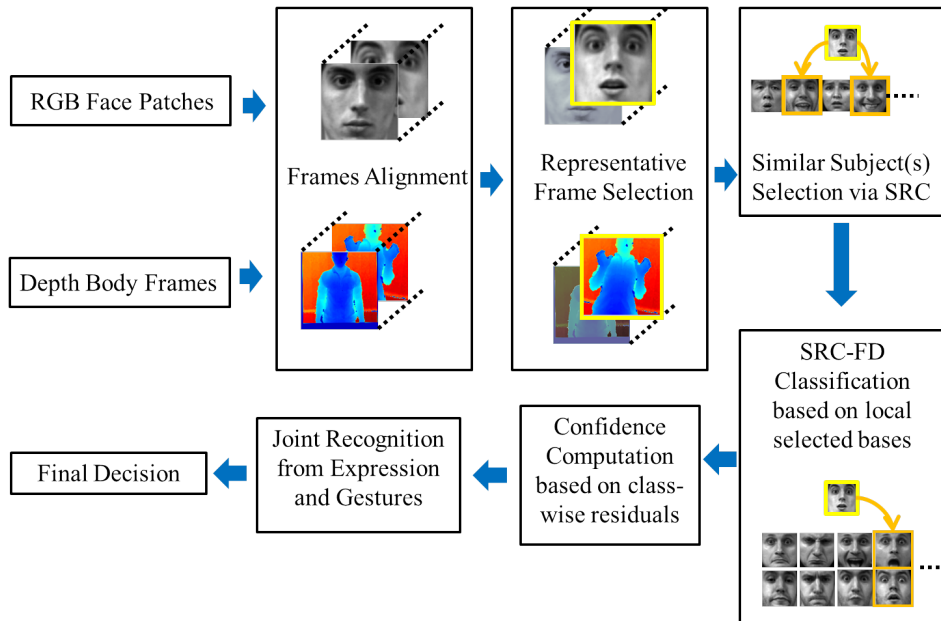 RGB Face Patches
Depth Body Frames
Frames Alignment
Representative
Frame Selection
Similar Subject(s)
Selection via SRC
SRC-FD
Classification
based on local
selected bases
Confidence
Computation
based on class-
wise residuals
Joint Recognition
from Expression
and Gestures
Final Decision